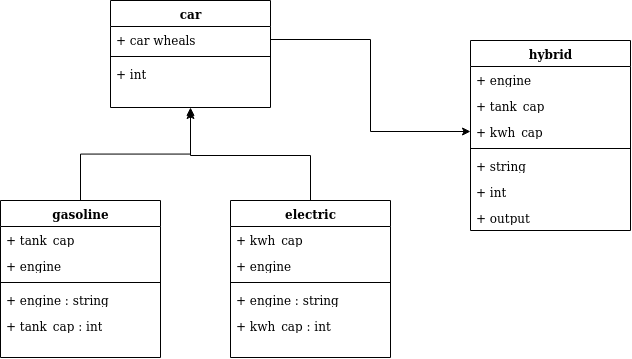 car
+ car wheals
+ int
hybrid
+ engine
+ tank_cap
+ kwh_cap
+ string
+ int
+ output
gasoline
+ tank_cap
+ engine
+ engine : string
+ tank_cap : int
electric
+ kwh_cap
+ engine
+ engine : string
+ kwh_cap : int